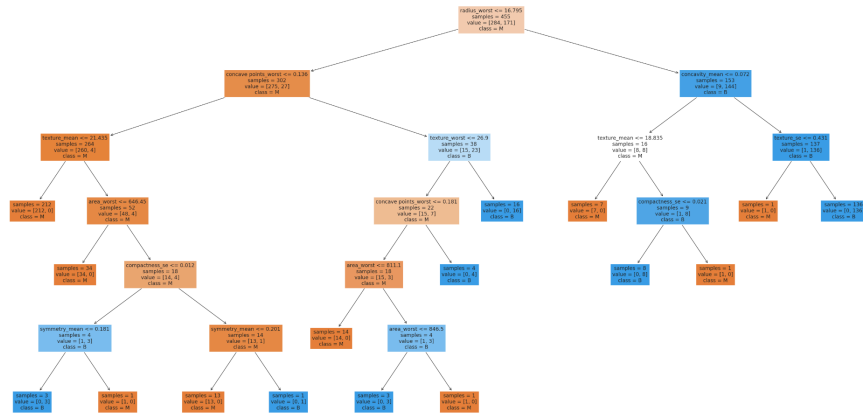 radius_worst <= 16.795
samples = 455
value = [284, 171]
class = M
concave points_worst <= 0.136
samples = 302
value = [275, 27]
class = M
concavity_mean <= 0.072
samples = 153
value = [9, 144]
class = B
texture_mean <= 21.435
samples = 264
value = [260, 4]
class = M
texture_worst <= 26.9
samples = 38
value = [15, 23]
class = B
texture_mean <= 18.835
samples = 16
value = [8, 8]
class = M
texture_se <= 0.431
samples = 137
value = [1, 136]
class = B
samples = 212
value = [212, 0]
class = M
area_worst <= 646.45
samples = 52
value = [48, 4]
class = M
concave points_worst <= 0.181
samples = 22
value = [15, 7]
class = M
samples = 16
value = [0, 16]
class = B
samples = 7
value = [7, 0]
class = M
compactness_se <= 0.021
samples = 9
value = [1, 8]
class = B
samples = 1
value = [1, 0]
class = M
samples = 136
value = [0, 136]
class = B
samples = 34
value = [34, 0]
class = M
compactness_se <= 0.012
samples = 18
value = [14, 4]
class = M
area_worst <= 811.1
samples = 18
value = [15, 3]
class = M
samples = 4
value = [0, 4]
class = B
samples = 8
value = [0, 8]
class = B
samples = 1
value = [1, 0]
class = M
symmetry_mean <= 0.181
samples = 4
value = [1, 3]
class = B
symmetry_mean <= 0.201
samples = 14
value = [13, 1]
class = M
samples = 14
value = [14, 0]
class = M
area_worst <= 846.5
samples = 4
value = [1, 3]
class = B
samples = 3
value = [0, 3]
class = B
samples = 1
value = [1, 0]
class = M
samples = 13
value = [13, 0]
class = M
samples = 1
value = [0, 1]
class = B
samples = 3
value = [0, 3]
class = B
samples = 1
value = [1, 0]
class = M